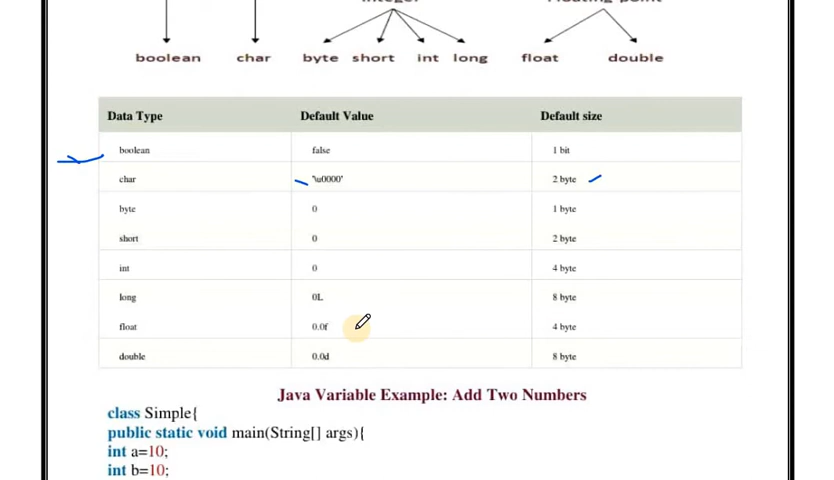 boolean char byte short int long float double
Data Type Default Value Default size
boolean false 1 bit
char '\u0000' 2 byte
byte 0 1 byte
short 0 2 byte
int 0 4 byte
long 0L 8 byte
float 0.0f 4 byte
double 0.0d 8 byte
Java Variable Example: Add Two Numbers
class Simple{
public static void main(String[] args){
int a=10;
int b=10;